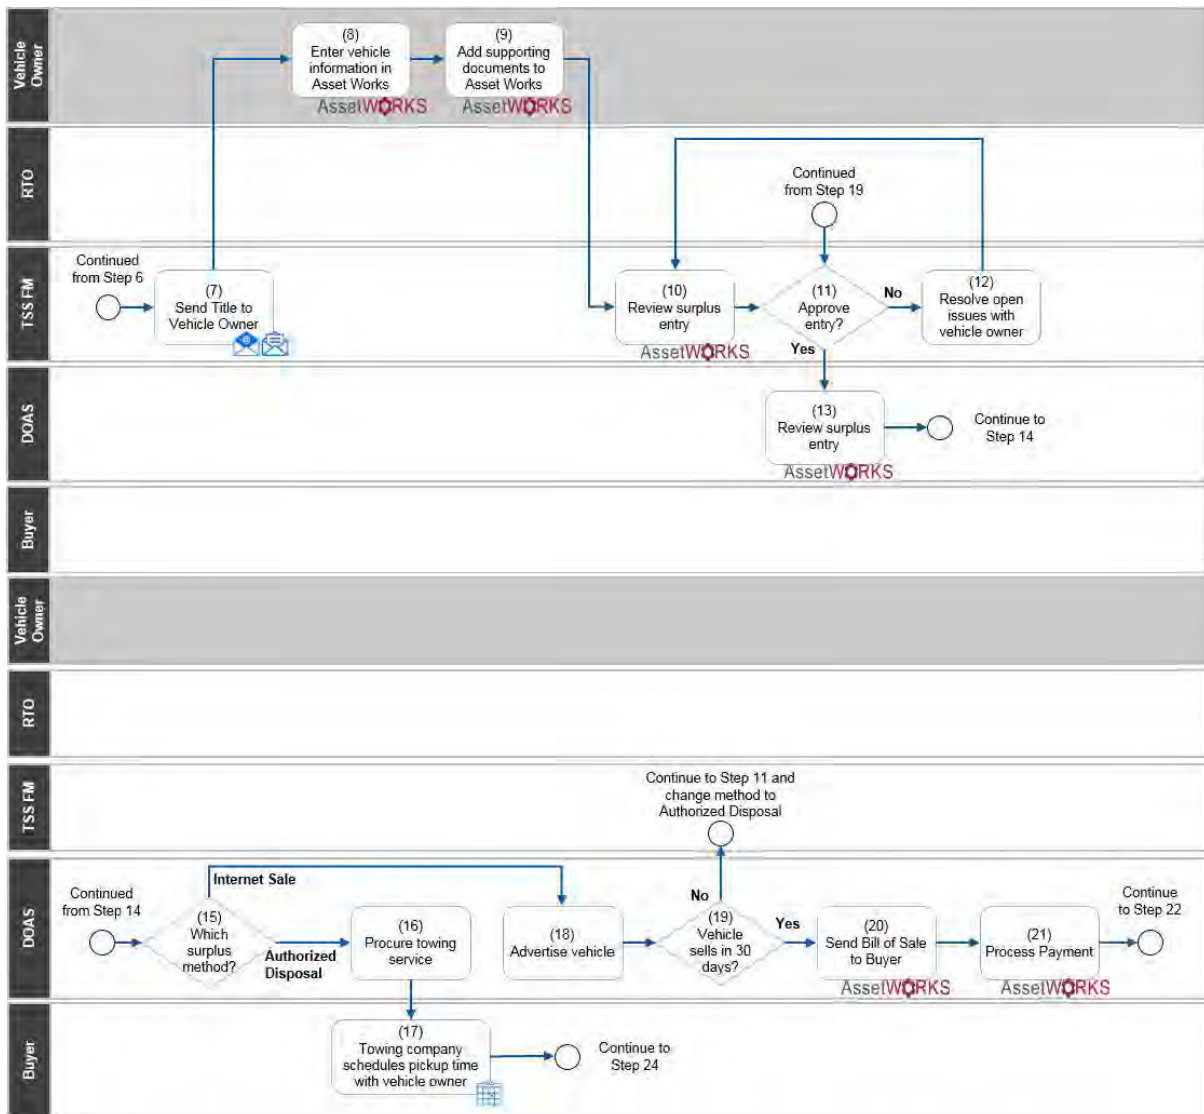 Vehicle
Owner
(8)
Enter vehicle
information in
Asset Works
AssetWORKS
(9)
Add supporting
documents to
Asset Works
AssetWORKS
RTO
Continued
from Step 19
TSS FM
Continued
from Step 6
(7)
Send Title to
Vehicle Owner
(10)
Review surplus
entry
AssetWORKS
(11)
Approve
entry?
No
Yes
(12)
Resolve open
issues with
vehicle owner
DOAS
(13)
Review surplus
entry
AssetWORKS
Continue to
Step 14
Buyer
Vehicle
Owner
RTO
TSS FM
Continue to Step 11 and
change method to
Authorized Disposal
DOAS
Continued
from Step 14
(15)
Which
surplus
method?
Internet Sale
Authorized
Disposal
(16)
Procure towing
service
(18)
Advertise vehicle
No
(19)
Vehicle
sells in 30
days?
Yes
(20)
Send Bill of Sale
to Buyer
AssetWORKS
(21)
Process Payment
AssetWORKS
Continue
to Step 22
Buyer
(17)
Towing company
schedules pickup time
with vehicle owner
Continue to
Step 24